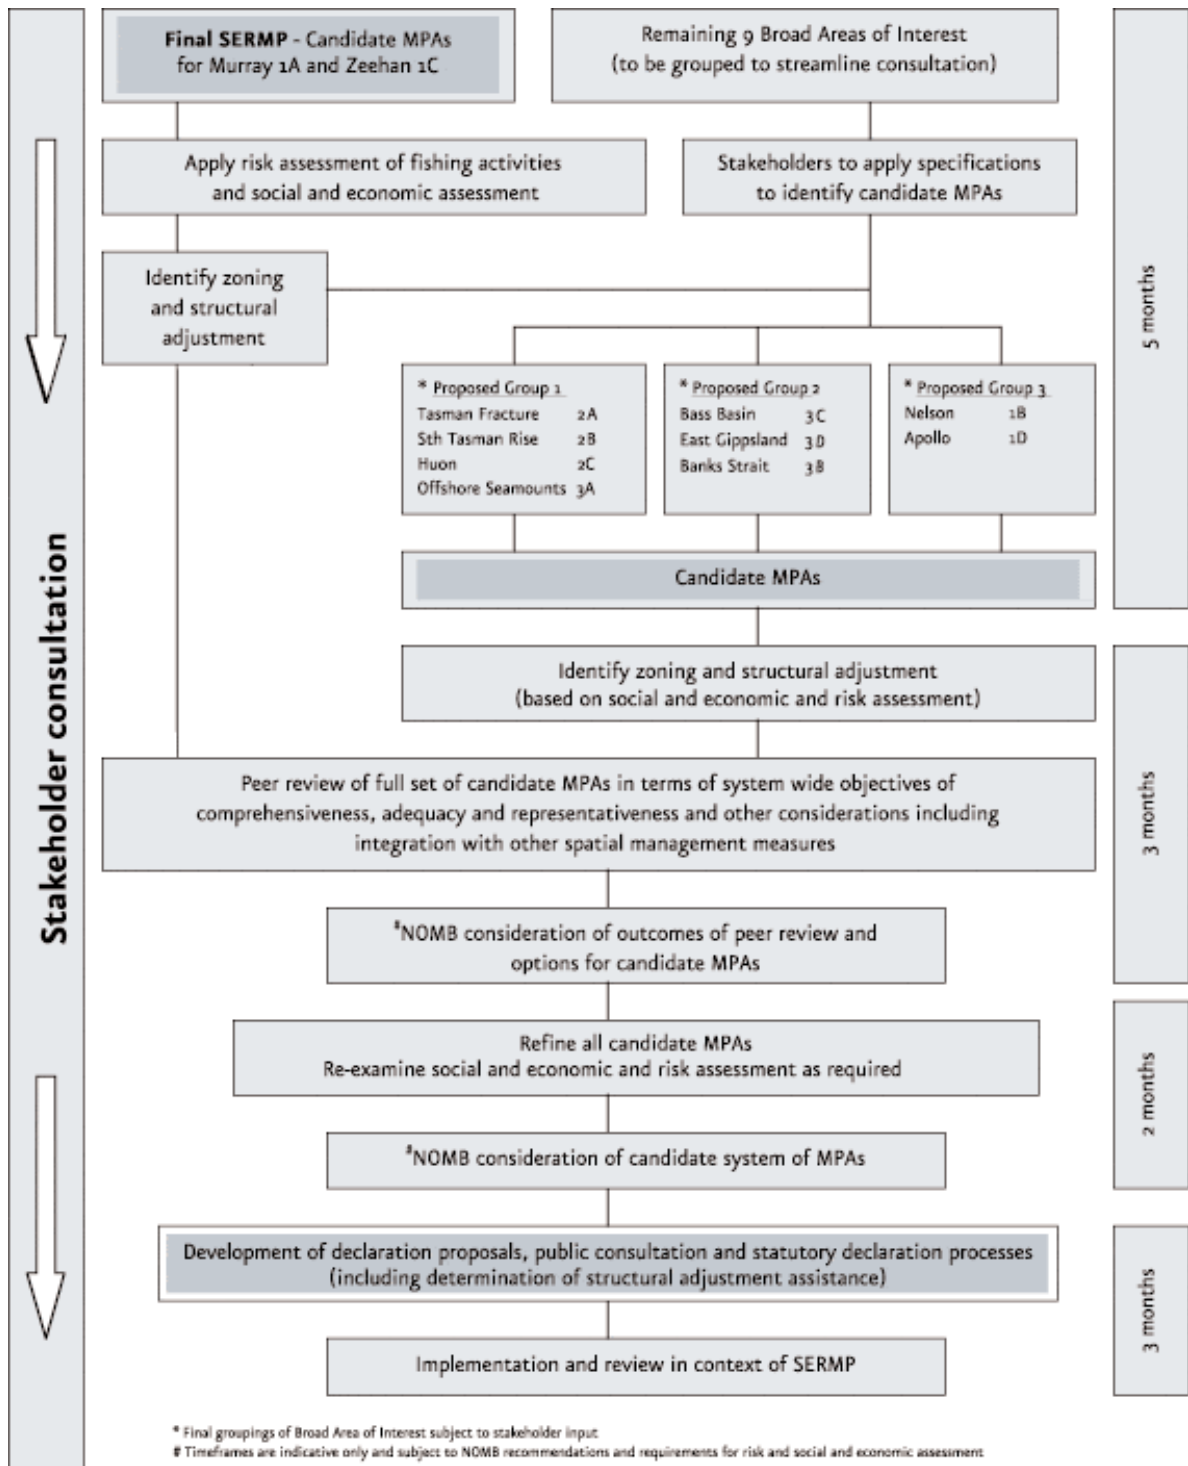 Final SERMP - Candidate MPAs
for Murray 1A and Zeehan 1C
Remaining 9 Broad Areas of Interest
(to be grouped to streamline consultation)
Apply risk assessment of fishing activities
and social and economic assessment
Stakeholders to apply specifications
to identify candidate MPAs
Identify zoning
and structural
adjustment
* Proposed Group 1
Tasman Fracture 2A
Sth Tasman Rise 2B
Huon 2C
Offshore Seamounts 3A
* Proposed Group 2
Bass Basin 3C
East Gippsland 3D
Banks Strait 3B
* Proposed Group 3
Nelson 1B
Apollo 1D
Candidate MPAs
5 months
Identify zoning and structural adjustment
(based on social and economic and risk assessment)
Peer review of full set of candidate MPAs in terms of system wide objectives of
comprehensiveness, adequacy and representativeness and other considerations including
integration with other spatial management measures
#NOMB consideration of outcomes of peer review and
options for candidate MPAs
3 months
Refine all candidate MPAs
Re-examine social and economic and risk assessment as required
#NOMB consideration of candidate system of MPAs
2 months
Development of declaration proposals, public consultation and statutory declaration processes
(including determination of structural adjustment assistance)
Implementation and review in context of SERMP
3 months
Stakeholder consultation
* Final groupings of Broad Area of Interest subject to stakeholder input
# Timeframes are indicative only and subject to NOMB recommendations and requirements for risk and social and economic assessment